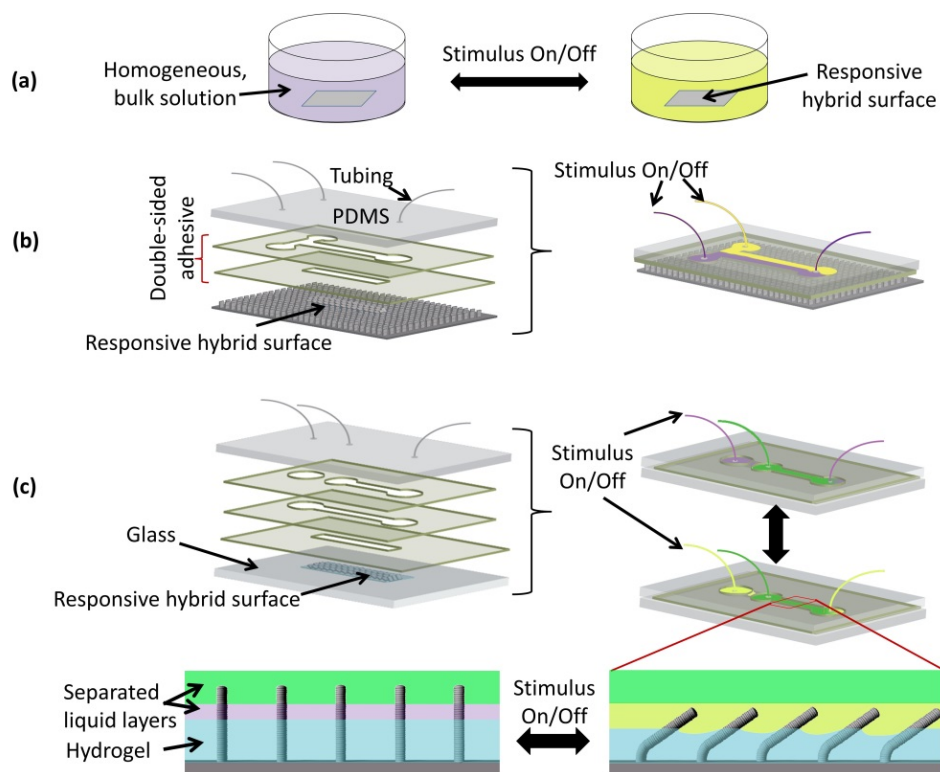 (a)
Homogeneous,
bulk solution
Stimulus On/Off
Responsive
hybrid surface
(b)
Double-sided
adhesive
Tubing
PDMS
Responsive hybrid surface
Stimulus On/Off
(c)
Glass
Responsive hybrid surface
Stimulus
On/Off
Separated
liquid layers
Hydrogel
Stimulus
On/Off